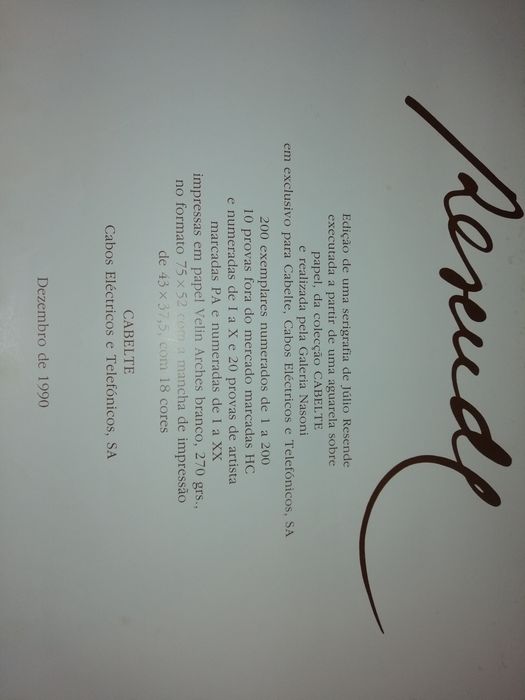 Resende
Edição de uma serigrafia de Júlio Resende
executada a partir de uma aguarela sobre
papel, da colecção CABELTE
e realizada pela Galeria Nasoni
em exclusivo para Cabelte, Cabos Eléctricos e Telefónicos, SA
200 exemplares numerados de 1 a 200
10 provas fora do mercado marcadas HC
e numeradas de I a X e 20 provas de artista
marcadas PA e numeradas de I a XX
impressas em papel Velin Arches branco, 270 grs.,
no formato 75×52 com a mancha de impressão
de 43×37,5, com 18 cores
CABELTE
Cabos Eléctricos e Telefónicos, SA
Dezembro de 1990